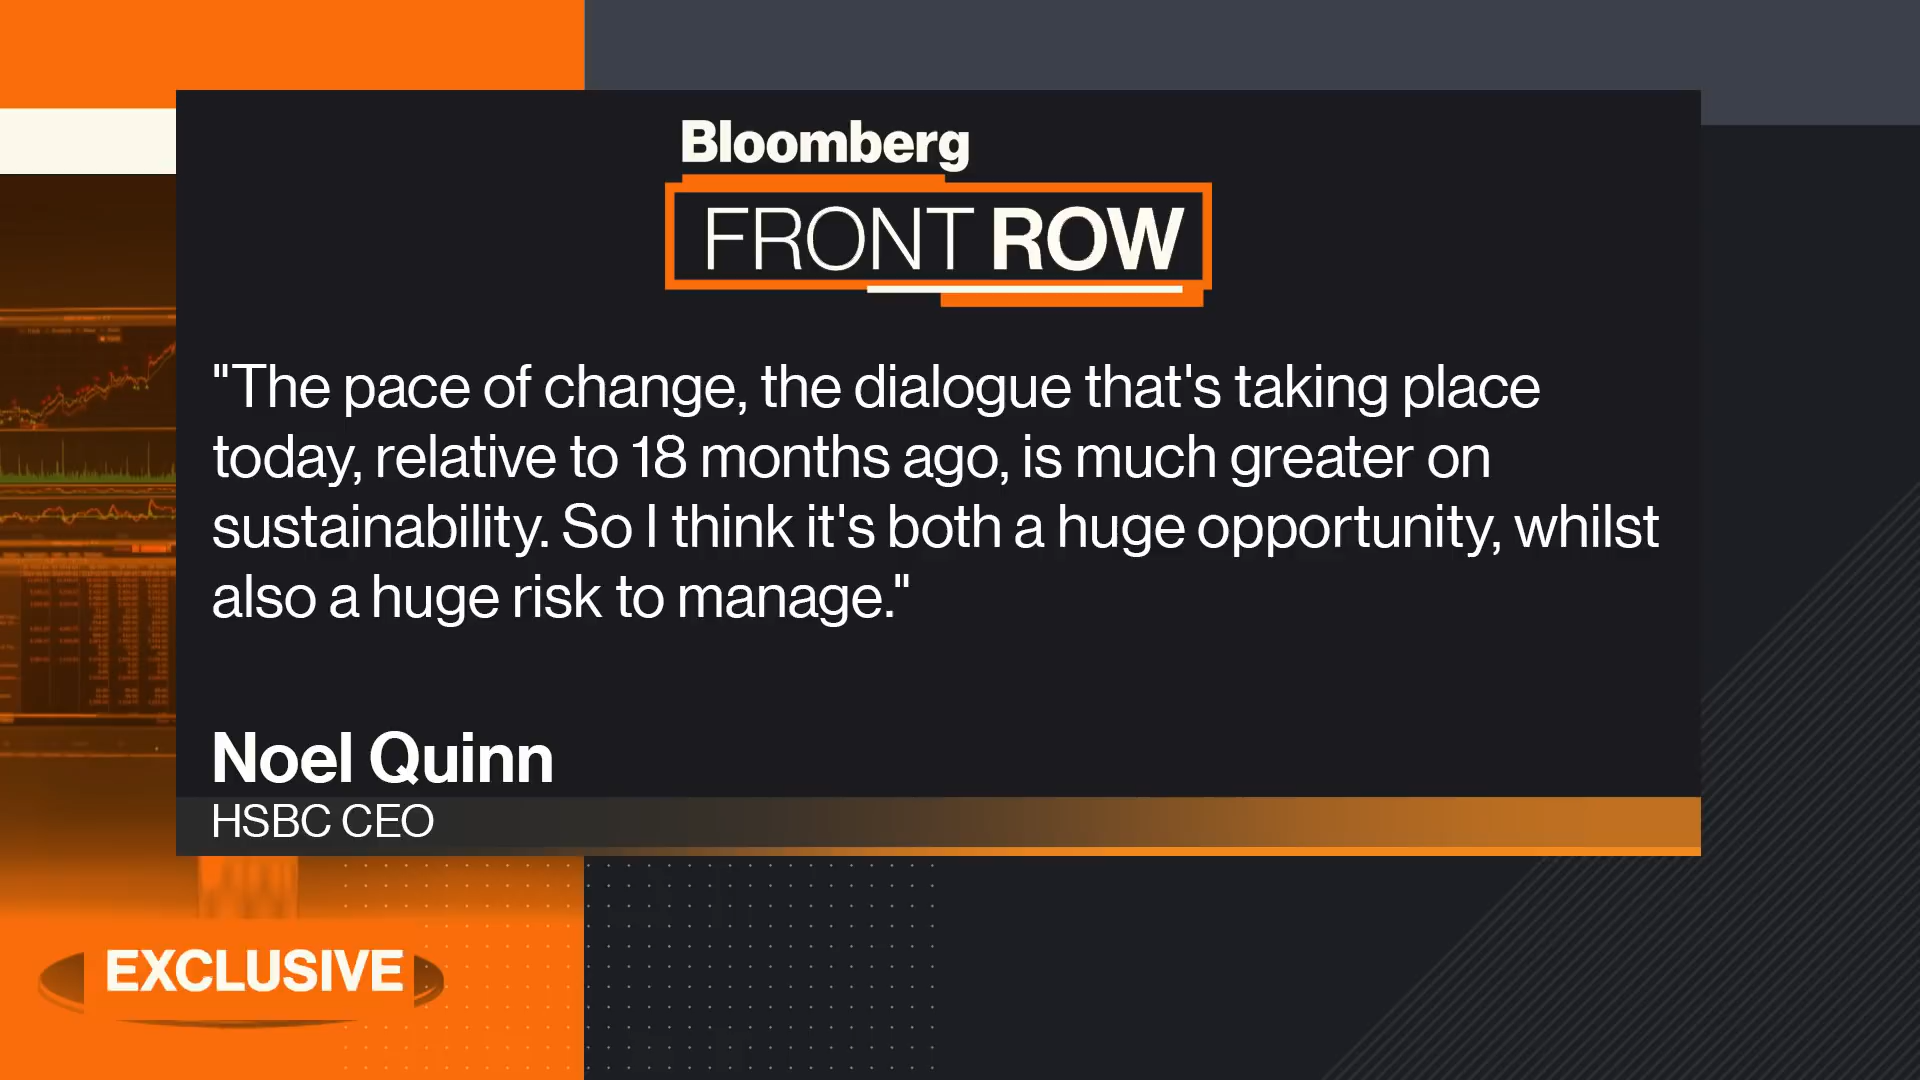 Bloomberg
FRONT ROW
"The pace of change, the dialogue that's taking place
today, relative to 18 months ago, is much greater on
sustainability. So I think it's both a huge opportunity, whilst
also a huge risk to manage."
Noel Quinn
HSBC CEO
EXCLUSIVE